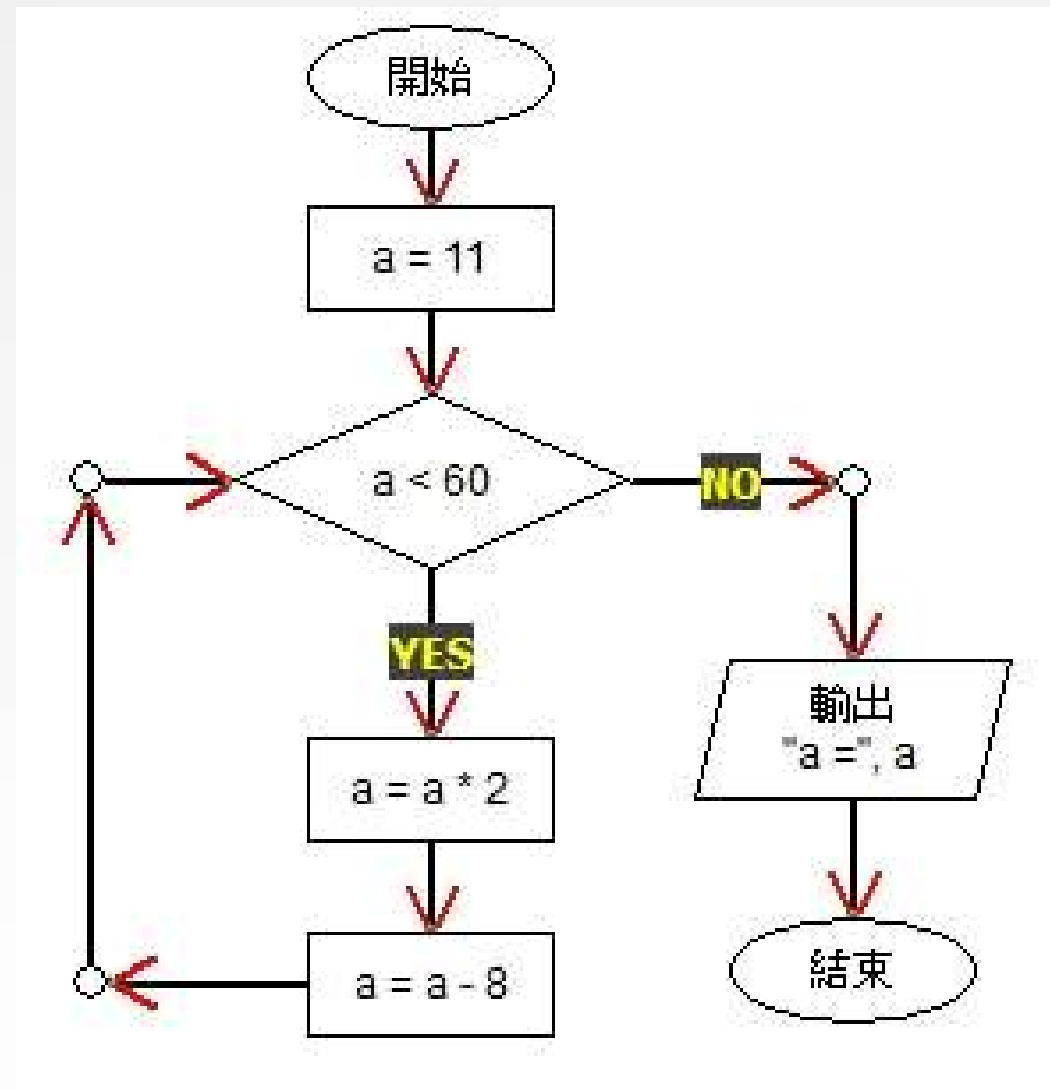 開始
a = 11
a < 60
NO
YES
a = a * 2
a = a - 8
輸出
"a =", a
結束